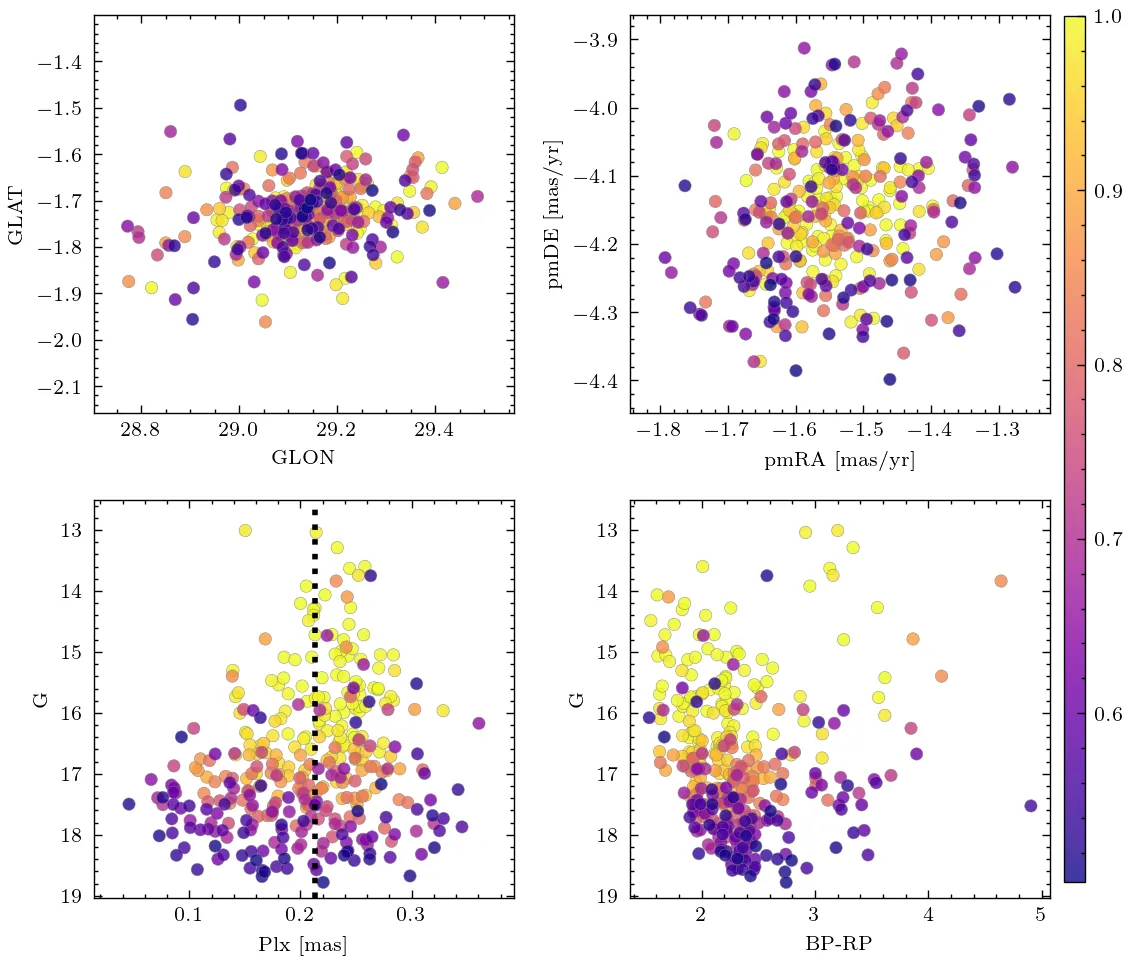 −1.4
−1.5
−1.6
−1.7
−1.8
−1.9
−2.0
−2.1
GLAT
28.8 29.0 29.2 29.4
GLON
−3.9
−4.0
−4.1
−4.2
−4.3
−4.4
pmDE [mas/yr]
−1.8 −1.7 −1.6 −1.5 −1.4 −1.3
pmRA [mas/yr]
13
14
15
16
17
18
19
G
0.1 0.2 0.3
Plx [mas]
13
14
15
16
17
18
19
G
2 3 4 5
BP-RP
1.0
0.9
0.8
0.7
0.6